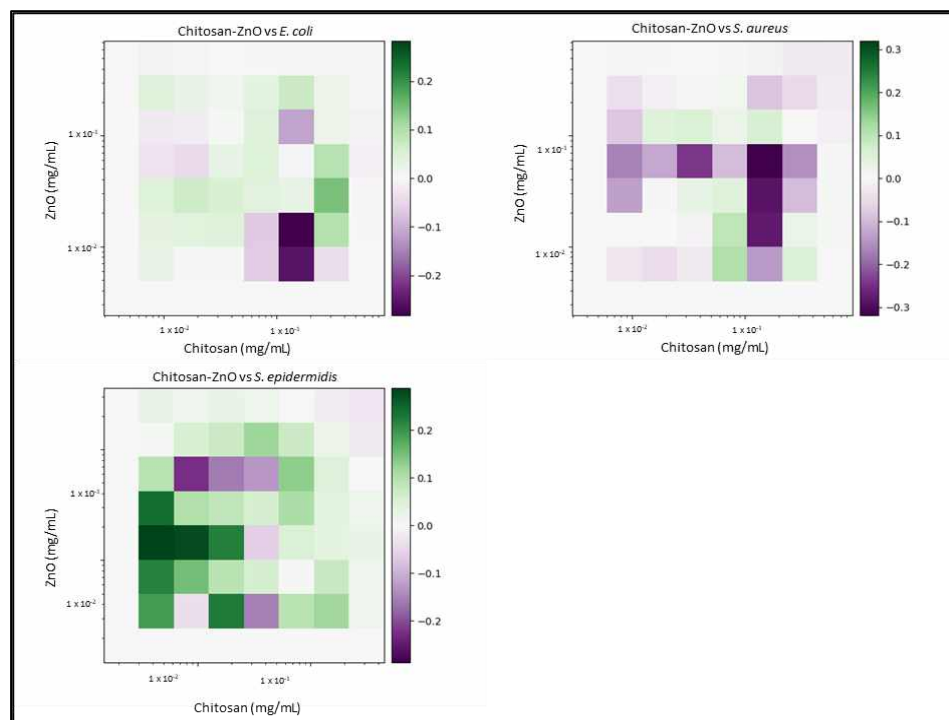 Chitosan-ZnO vs E. coli
ZnO (mg/mL)
1 x 10⁻¹
1 x 10⁻²
1 x 10⁻²
1 x 10⁻¹
Chitosan (mg/mL)
0.2
0.1
0.0
−0.1
−0.2
Chitosan-ZnO vs S. aureus
ZnO (mg/mL)
1 x 10⁻¹
1 x 10⁻²
1 x 10⁻²
1 x 10⁻¹
Chitosan (mg/mL)
0.3
0.2
0.1
0.0
−0.1
−0.2
−0.3
Chitosan-ZnO vs S. epidermidis
ZnO (mg/mL)
1 x 10⁻¹
1 x 10⁻²
1 x 10⁻²
1 x 10⁻¹
Chitosan (mg/mL)
0.2
0.1
0.0
−0.1
−0.2